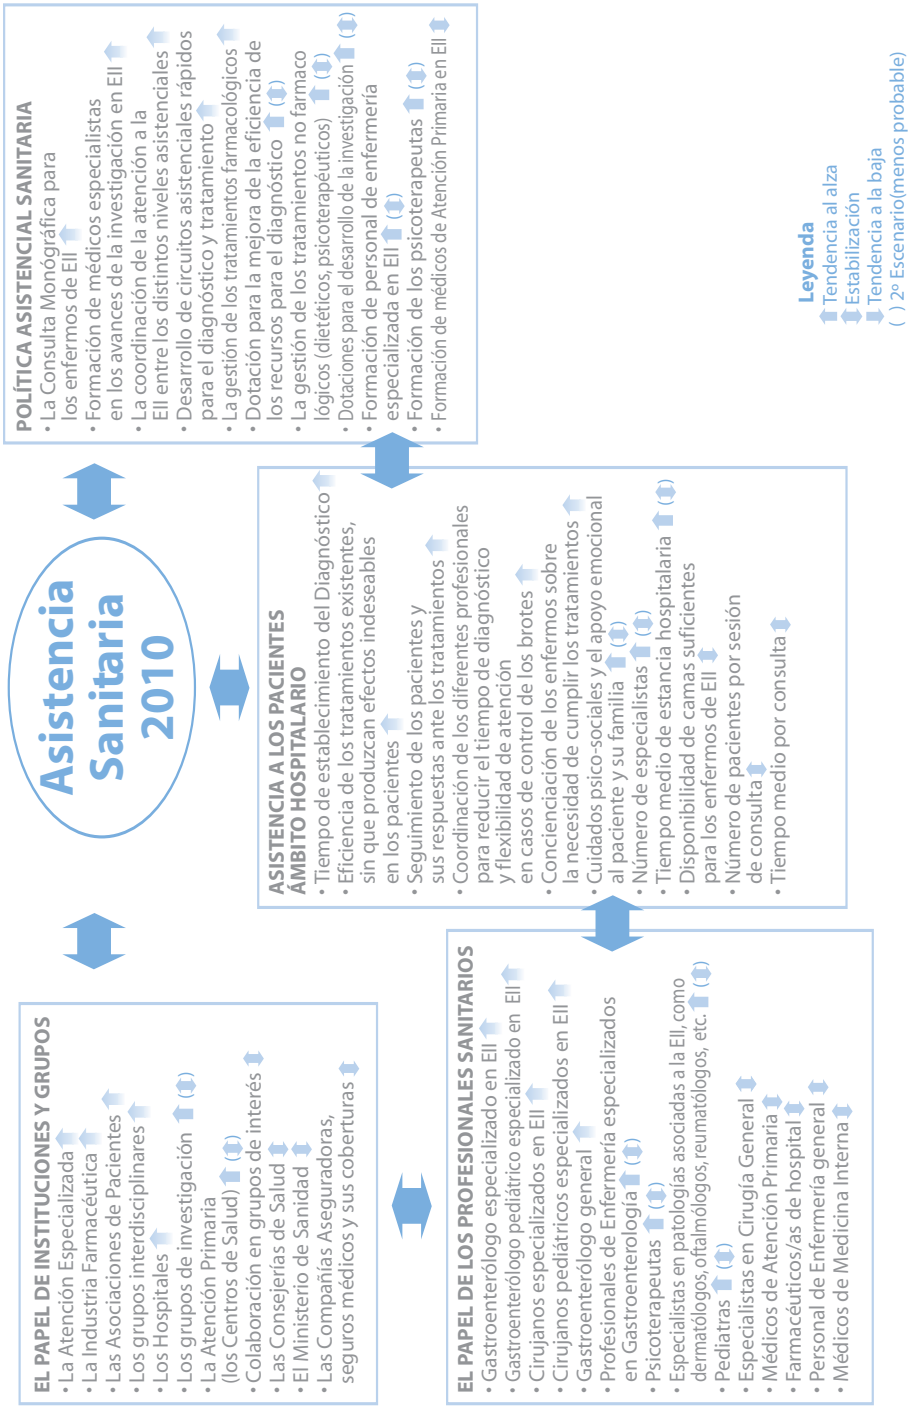 Asistencia
Sanitaria
2010
EL PAPEL DE INSTITUCIONES Y GRUPOS
• La Atención Especializada
• La Industria Farmacéutica
• Las Asociaciones de Pacientes
• Los grupos interdisciplinares
• Los Hospitales
• Los grupos de investigación ( )
• La Atención Primaria
(los Centros de Salud) ( )
• Colaboración en grupos de interés
• Las Consejerías de Salud
• El Ministerio de Sanidad
• Las Compañías Aseguradoras,
seguros médicos y sus coberturas
EL PAPEL DE LOS PROFESIONALES SANITARIOS
• Gastroenterólogo especializado en EII
• Gastroenterólogo pediátrico especializado en EII
• Cirujanos especializados en EII
• Cirujanos pediátricos especializados en EII
• Gastroenterólogo general
• Profesionales de Enfermería especializados
en Gastroenterología ( )
• Psicoterapeutas ( )
• Especialistas en patologías asociadas a la EII, como
dermatólogos, oftalmólogos, reumatólogos, etc. ( )
• Pediatras ( )
• Especialistas en Cirugía General
• Médicos de Atención Primaria
• Farmacéuticos/as de hospital
• Personal de Enfermería general
• Médicos de Medicina Interna
ASISTENCIA A LOS PACIENTES
ÁMBITO HOSPITALARIO
• Tiempo de establecimiento del Diagnóstico
• Eficiencia de los tratamientos existentes,
sin que produzcan efectos indeseables
en los pacientes
• Seguimiento de los pacientes y
sus respuestas ante los tratamientos
• Coordinación de los diferentes profesionales
para reducir el tiempo de diagnóstico
y flexibilidad de atención
en casos de control de los brotes
• Concienciación de los enfermos sobre
la necesidad de cumplir los tratamientos
• Cuidados psico-sociales y el apoyo emocional
al paciente y su familia ( )
• Número de especialistas ( )
• Tiempo medio de estancia hospitalaria ( )
• Disponibilidad de camas suficientes
para los enfermos de EII
• Número de pacientes por sesión
de consulta
• Tiempo medio por consulta
POLÍTICA ASISTENCIAL SANITARIA
• La Consulta Monógráfica para
los enfermos de EII
• Formación de médicos especialistas
en los avances de la investigación en EII
• La coordinación de la atención a la
EII entre los distintos niveles asistenciales
• Desarrollo de circuitos asistenciales rápidos
para el diagnóstico y tratamiento
• La gestión de los tratamientos farmacológicos
• Dotación para la mejora de la eficiencia de
los recursos para el diagnóstico ( )
• La gestión de los tratamientos no farmaco
lógicos (dietéticos, psicoterapéuticos) ( )
• Dotaciones para el desarrollo de la investigación ( )
• Formación de personal de enfermería
especializada en EII ( )
• Formación de los psicoterapeutas ( )
• Formación de médicos de Atención Primaria en EII
Leyenda
Tendencia al alza
Estabilización
Tendencia a la baja
( ) 2º Escenario(menos probable)